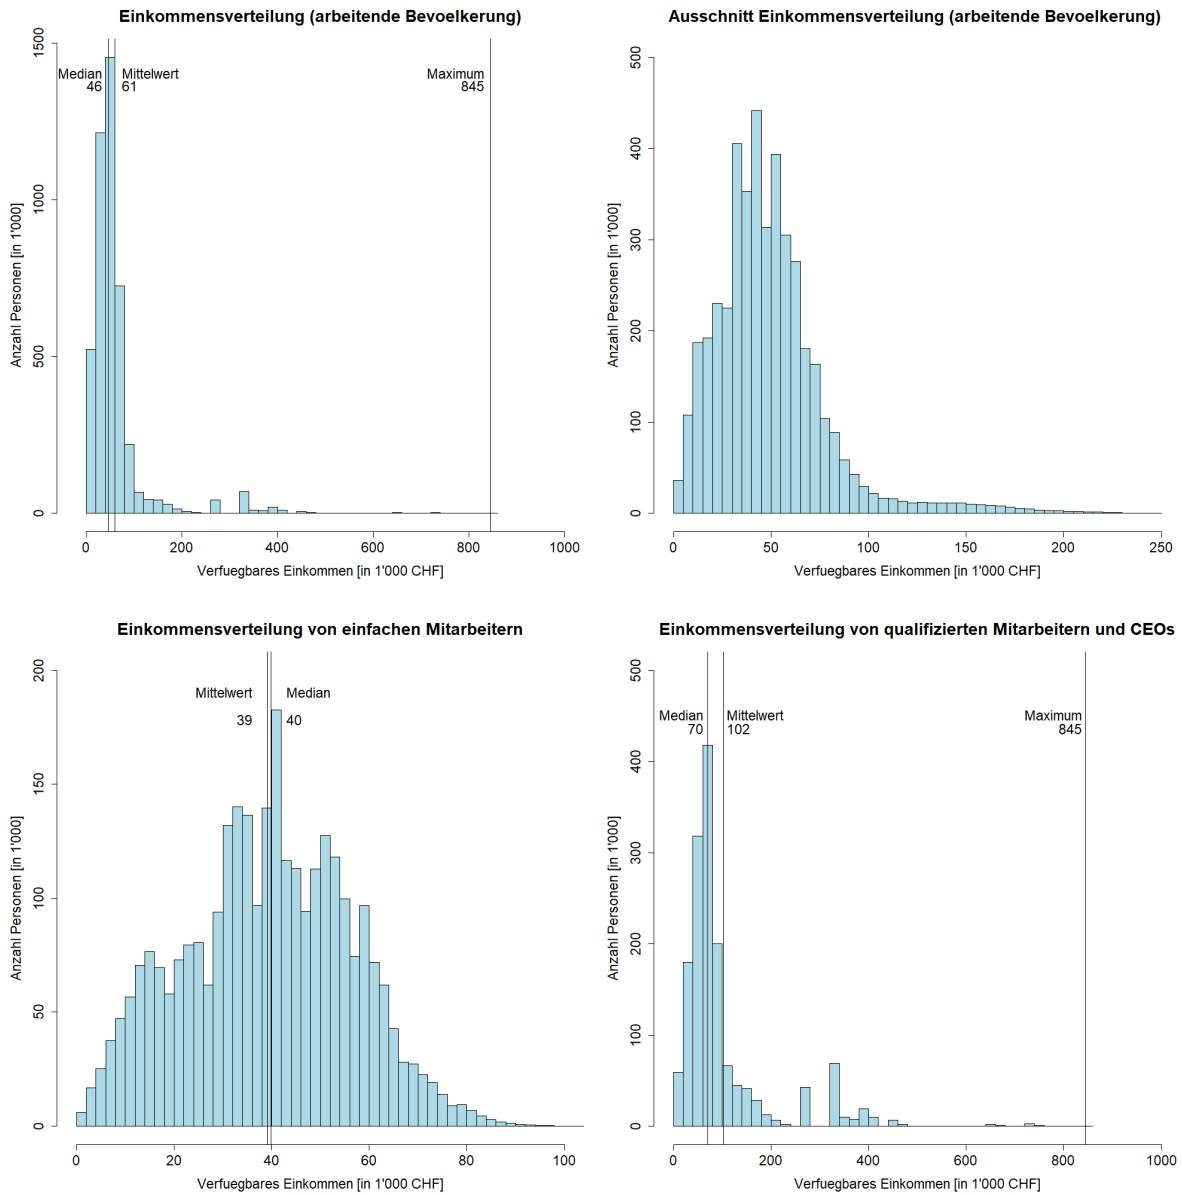 Einkommensverteilung (arbeitende Bevoelkerung)
Anzahl Personen [in 1'000]
1500
1000
500
0
Median
46
Mittelwert
61
Maximum
845
0 200 400 600 800 1000
Verfuegbares Einkommen [in 1'000 CHF]
Ausschnitt Einkommensverteilung (arbeitende Bevoelkerung)
Anzahl Personen [in 1'000]
500
400
300
200
100
0
0 50 100 150 200 250
Verfuegbares Einkommen [in 1'000 CHF]
Einkommensverteilung von einfachen Mitarbeitern
Anzahl Personen [in 1'000]
200
150
100
50
0
Mittelwert
39
Median
40
0 20 40 60 80 100
Verfuegbares Einkommen [in 1'000 CHF]
Einkommensverteilung von qualifizierten Mitarbeitern und CEOs
Anzahl Personen [in 1'000]
500
400
300
200
100
0
Median
70
Mittelwert
102
Maximum
845
0 200 400 600 800 1000
Verfuegbares Einkommen [in 1'000 CHF]